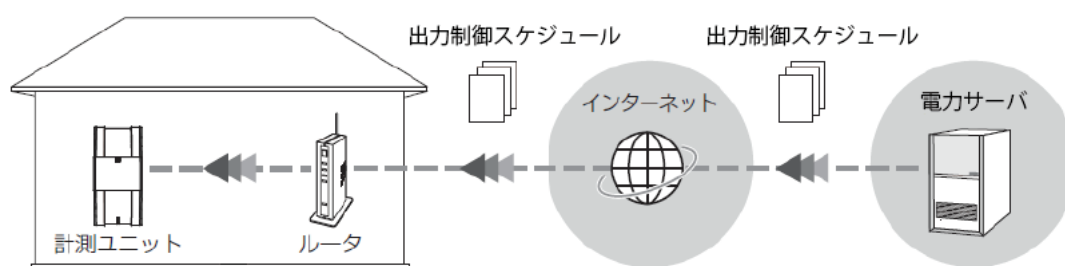 出力制御スケジュール
出力制御スケジュール
インターネット
電力サーバ
計測ユニット
ルータ